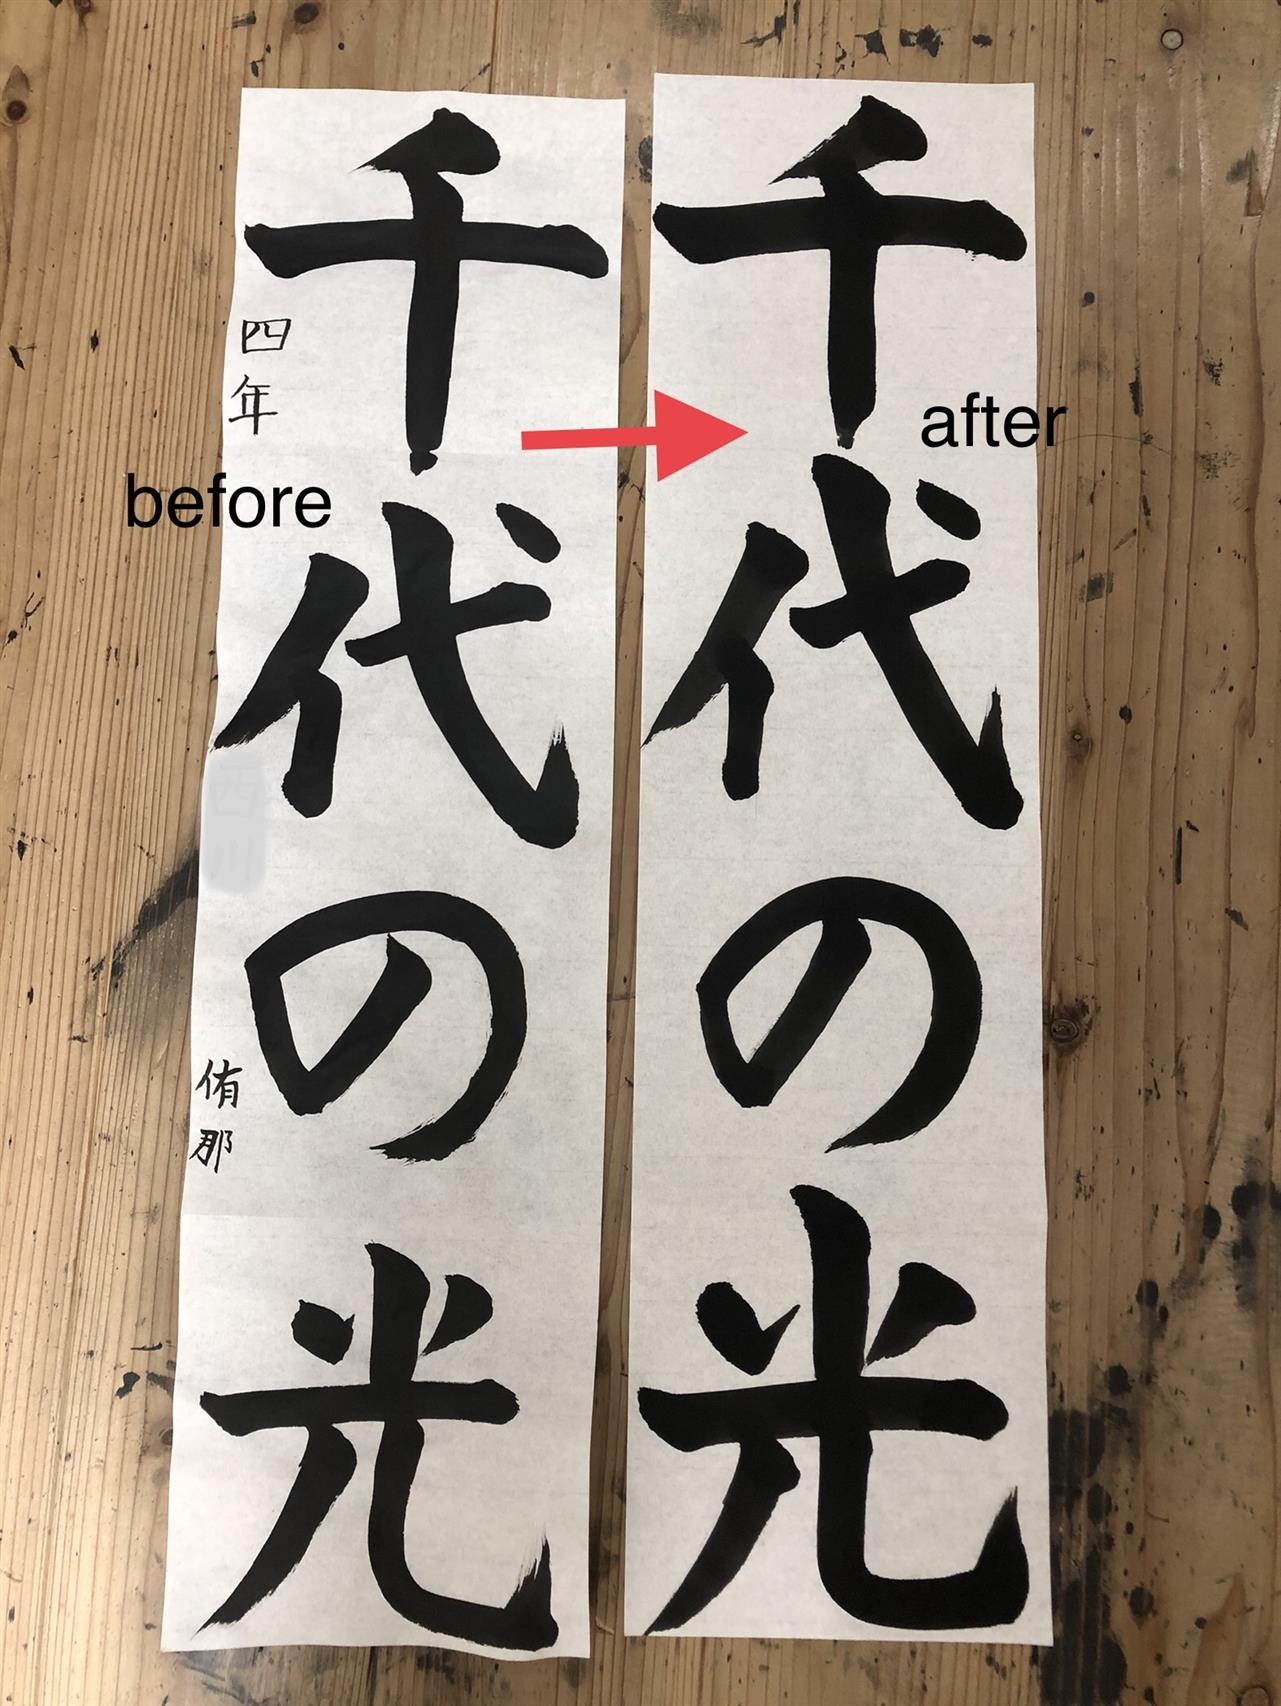 千代の光
四年
侑那
before
千代の光
after